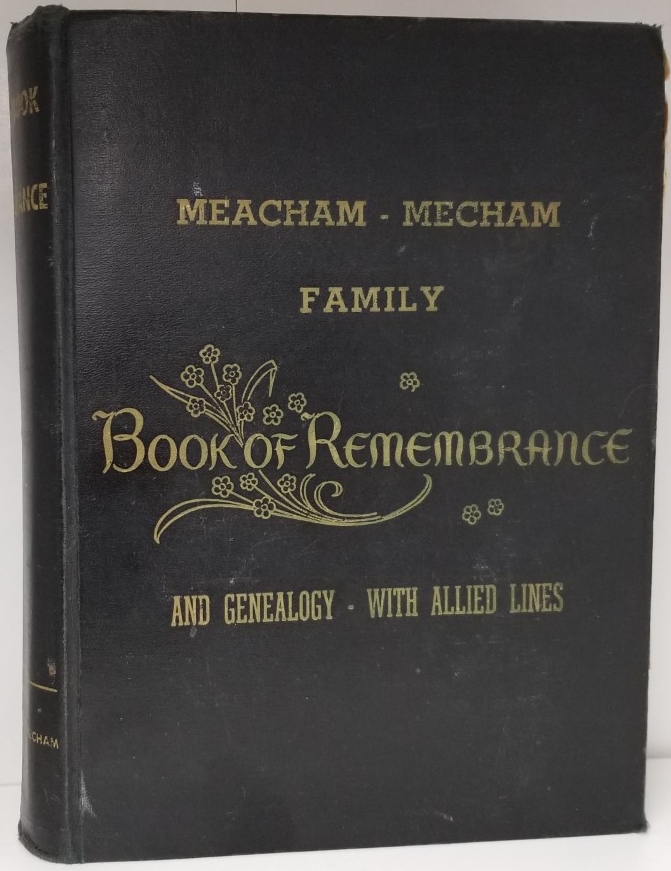 MEACHAM - MECHAM
FAMILY
BOOK OF REMEMBRANCE
AND GENEALOGY - WITH ALLIED LINES